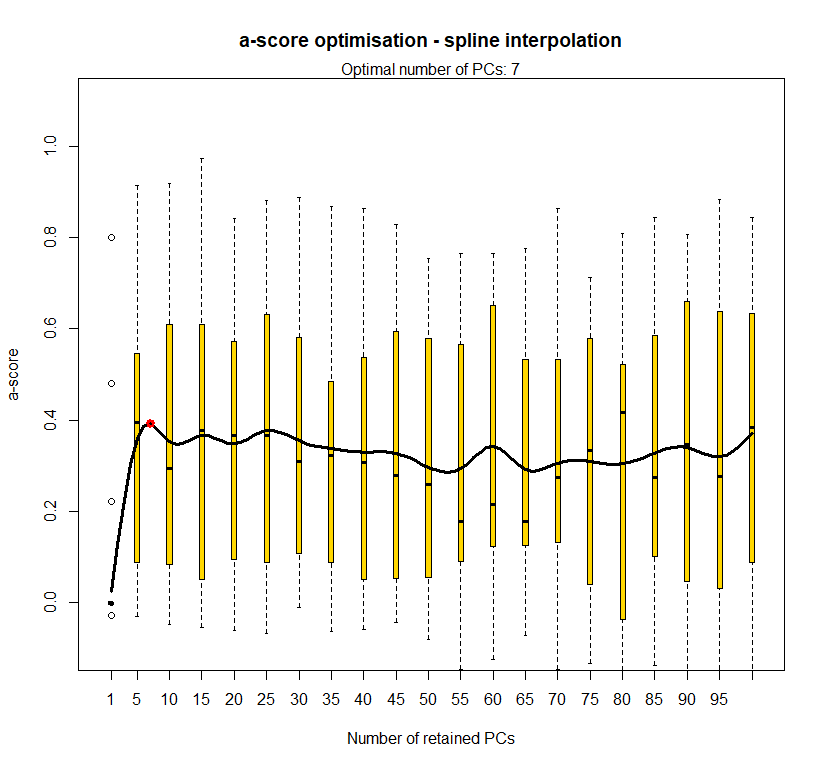 a-score optimisation - spline interpolation
Optimal number of PCs: 7
a-score
1.0
0.8
0.6
0.4
0.2
0.0
1 5 10 15 20 25 30 35 40 45 50 55 60 65 70 75 80 85 90 95
Number of retained PCs